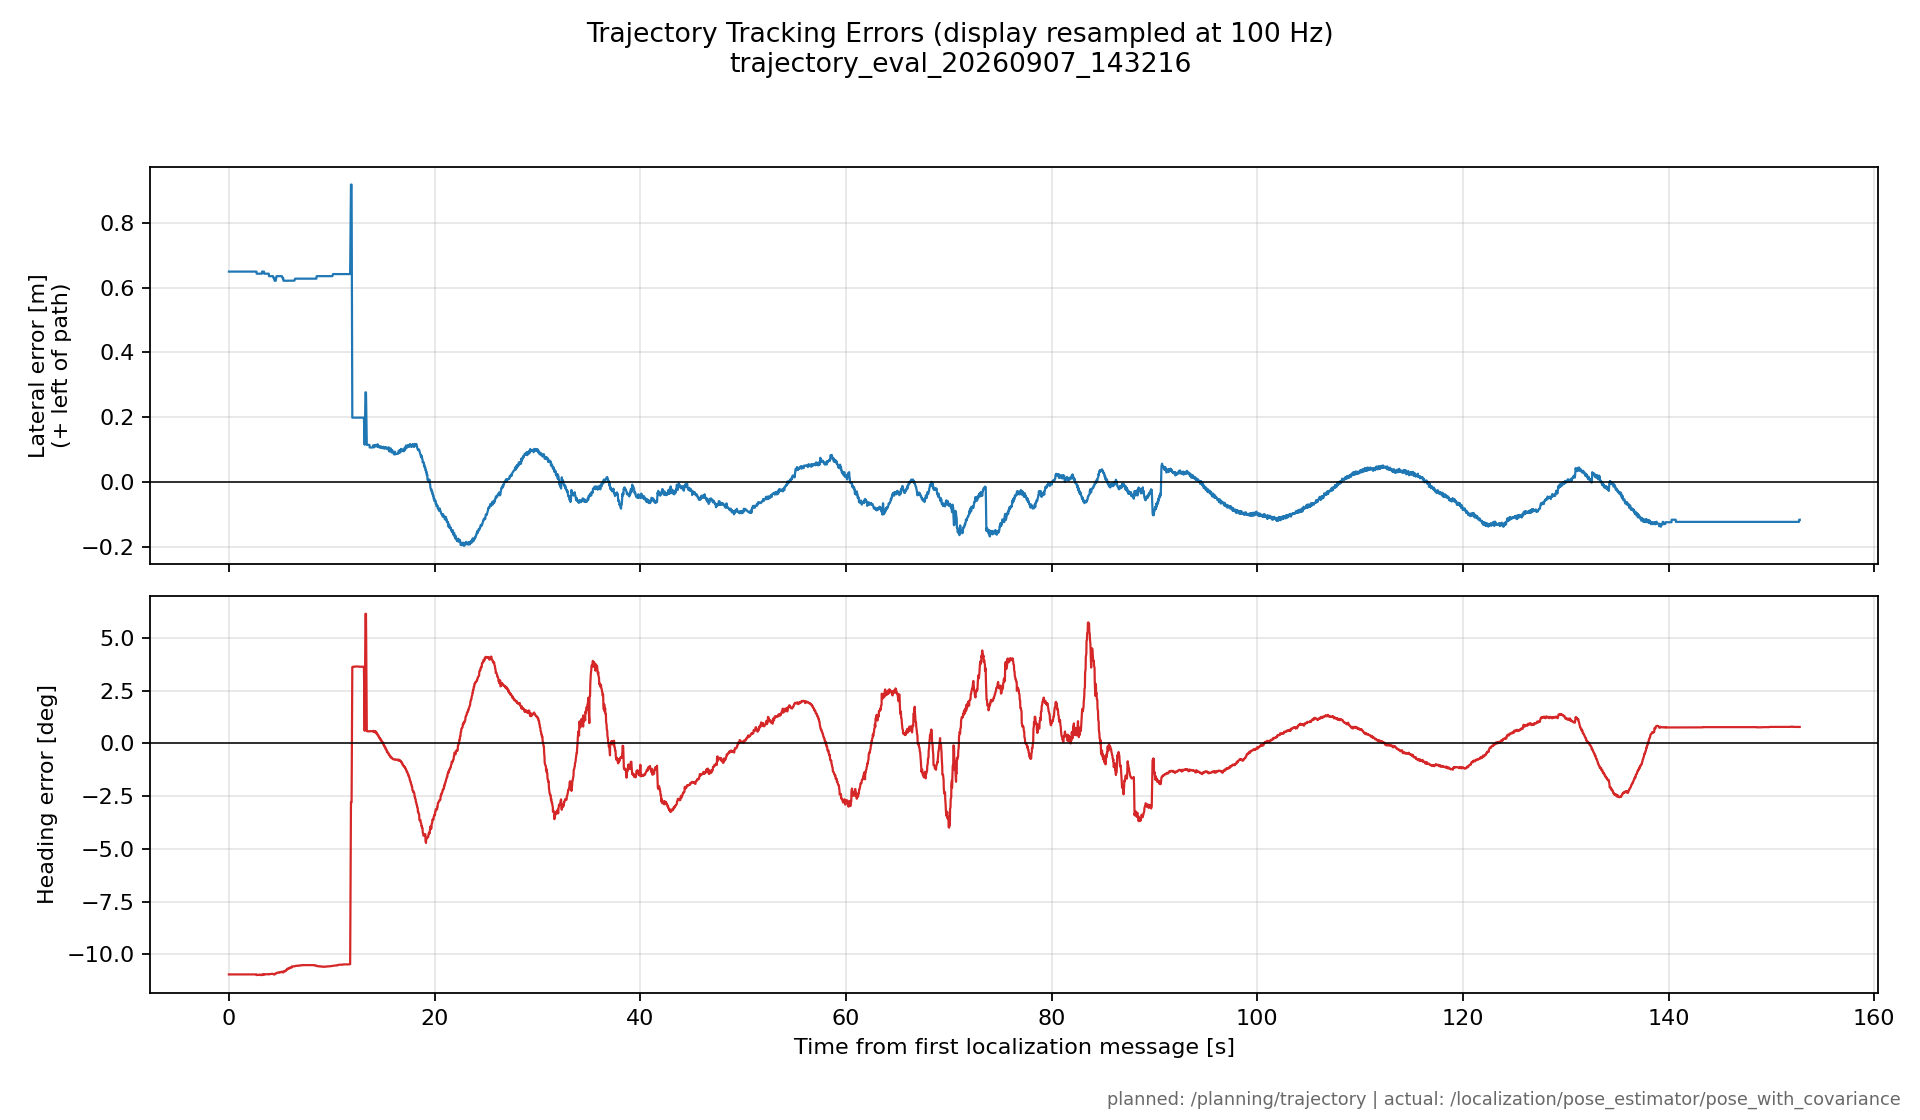 Trajectory Tracking Errors (display resampled at 100 Hz)
trajectory_eval_20260907_143216
Lateral error [m]
(+ left of path)
0.8
0.6
0.4
0.2
0.0
−0.2
Heading error [deg]
5.0
2.5
0.0
−2.5
−5.0
−7.5
−10.0
0 20 40 60 80 100 120 140 160
Time from first localization message [s]
planned: /planning/trajectory | actual: /localization/pose_estimator/pose_with_covariance